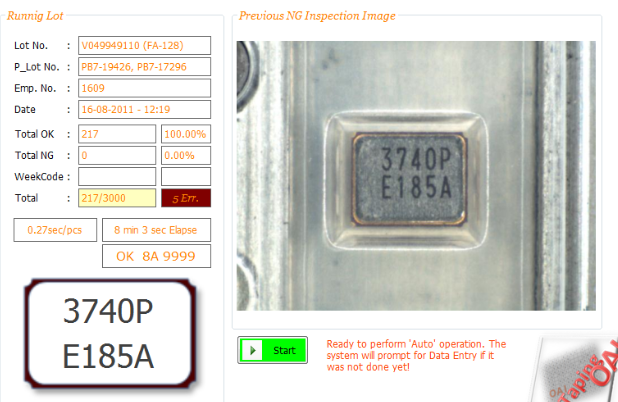 Runnig Lot
Lot No. : V049949110 (FA-128)
P_Lot No. : PB7-19426, PB7-17296
Emp. No. : 1609
Date : 16-08-2011 - 12:19
Total OK : 217 100.00%
Total NG : 0 0.00%
WeekCode :
Total : 217/3000 5 Err.
0.27sec/pcs 8 min 3 sec Elapse
OK 8A 9999
3740P
E185A
Previous NG Inspection Image
3740P
E185A
Start
Ready to perform 'Auto' operation. The
system will prompt for Data Entry if it
was not done yet!
OAI
Taping
OAI